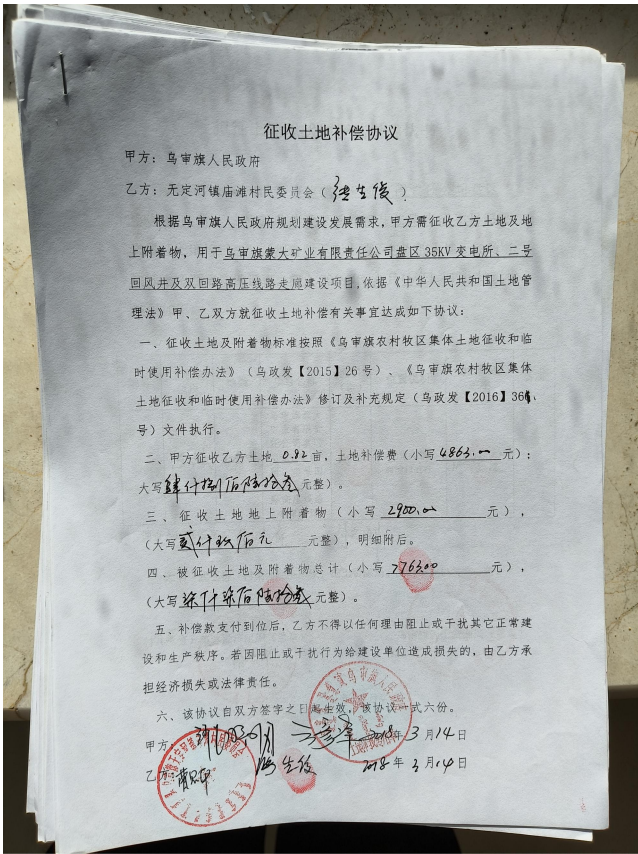 征收土地补偿协议
甲方：乌审旗人民政府
乙方：无定河镇庙滩村民委员会（张生俊）
根据乌审旗人民政府规划建设发展需求，甲方需征收乙方土地及地
上附着物，用于乌审旗蒙大矿业有限责任公司盘区35KV变电所、二号
回风井及双回路高压线路走廊建设项目,依据《中华人民共和国土地管
理法》甲、乙双方就征收土地补偿有关事宜达成如下协议：
一、征收土地及附着物标准按照《乌审旗农村牧区集体土地征收和临
时使用补偿办法》（乌政发【2015】26号）、《乌审旗农村牧区集体
土地征收和临时使用补偿办法》修订及补充规定（乌政发【2016】36
号）文件执行。
二、甲方征收乙方土地0.82亩，土地补偿费（小写4863.00元）；
大写肆仟捌佰陆拾叁元整）。
三、征收土地地上附着物（小写2900.00元），
（大写贰仟玖佰元元整），明细附后。
四、被征收土地及附着物总计（小写7763.00元），
（大写柒仟柒佰陆拾叁元整）。
五、补偿款支付到位后，乙方不得以任何理由阻止或干扰其它正常建
设和生产秩序。若因阻止或干扰行为给建设单位造成损失的，由乙方承
担经济损失或法律责任。
六、该协议自双方签字之日起生效，该协议一式六份。
甲方： 2018年3月14日
乙方： 生俊 2018年3月14日